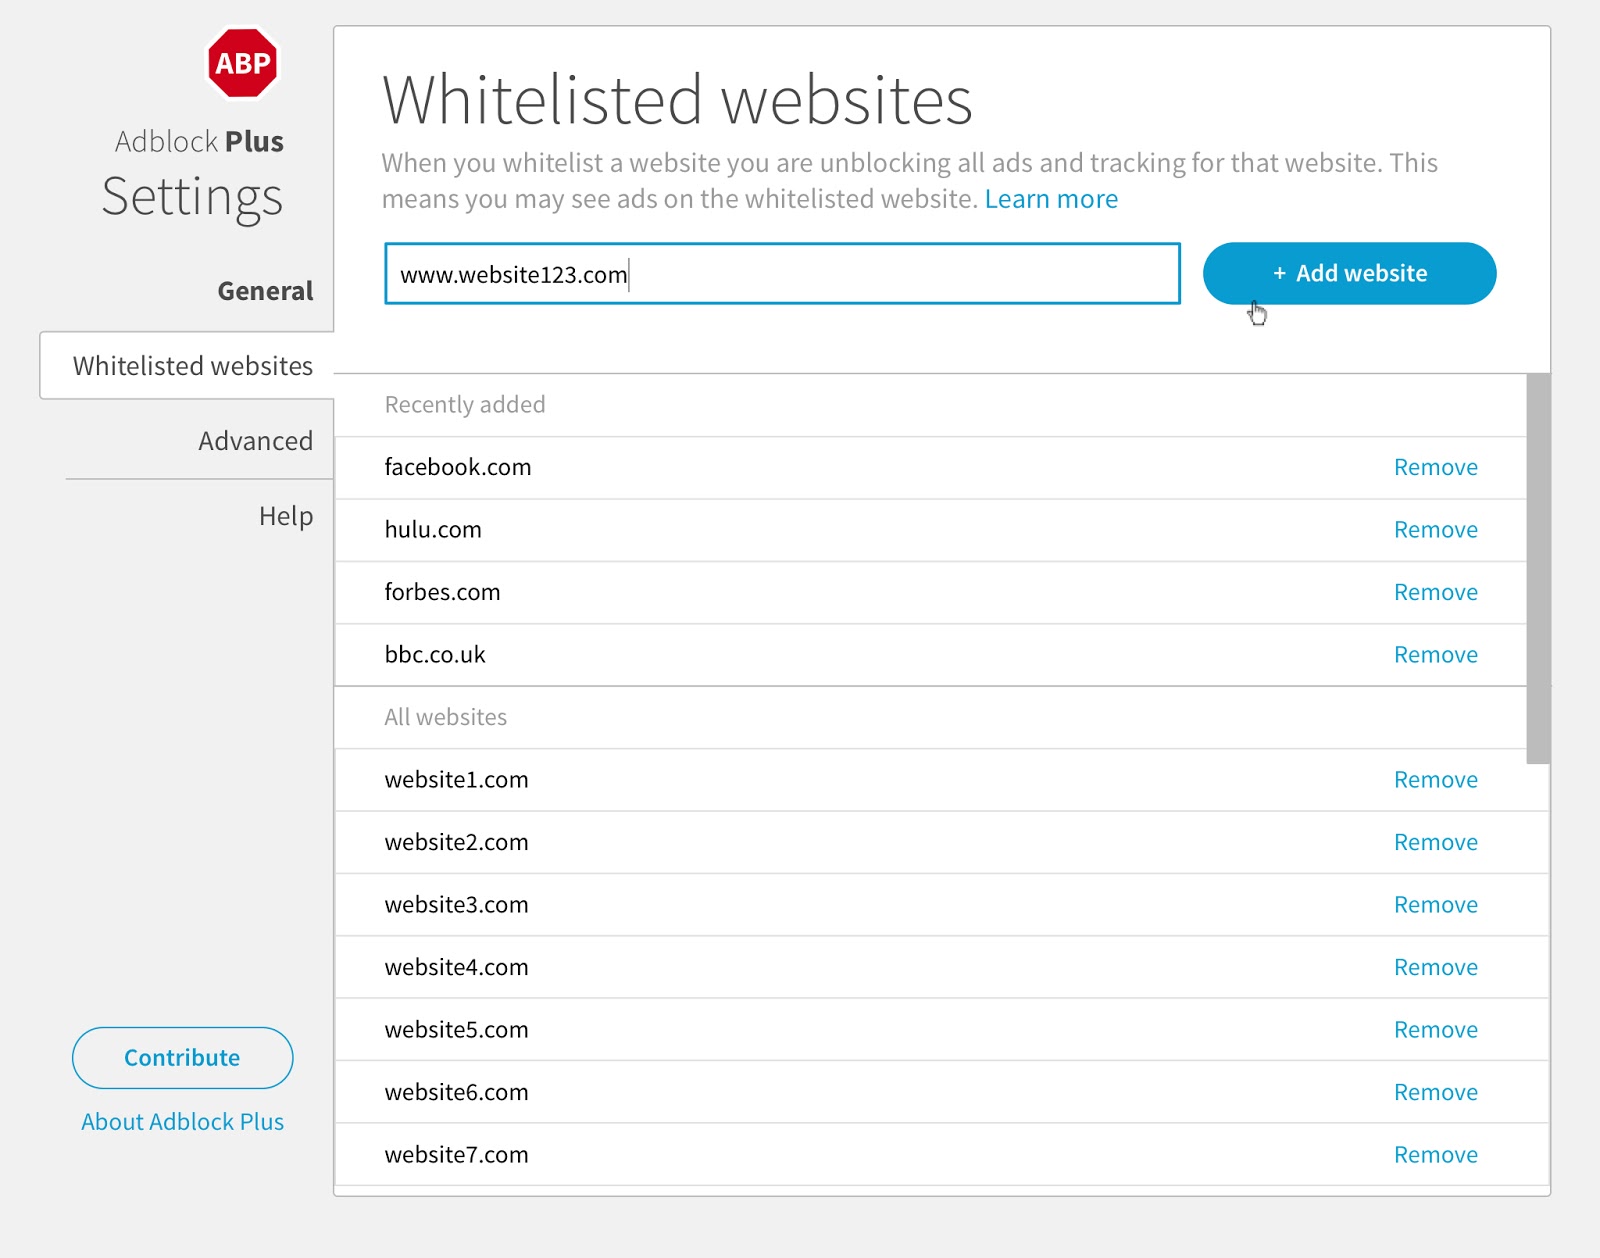 ABP
Adblock Plus
Settings
General
Whitelisted websites
Advanced
Help
Contribute
About Adblock Plus
Whitelisted websites
When you whitelist a website you are unblocking all ads and tracking for that website. This
means you may see ads on the whitelisted website. Learn more
www.website123.com
+ Add website
Recently added
facebook.com Remove
hulu.com Remove
forbes.com Remove
bbc.co.uk Remove
All websites
website1.com Remove
website2.com Remove
website3.com Remove
website4.com Remove
website5.com Remove
website6.com Remove
website7.com Remove